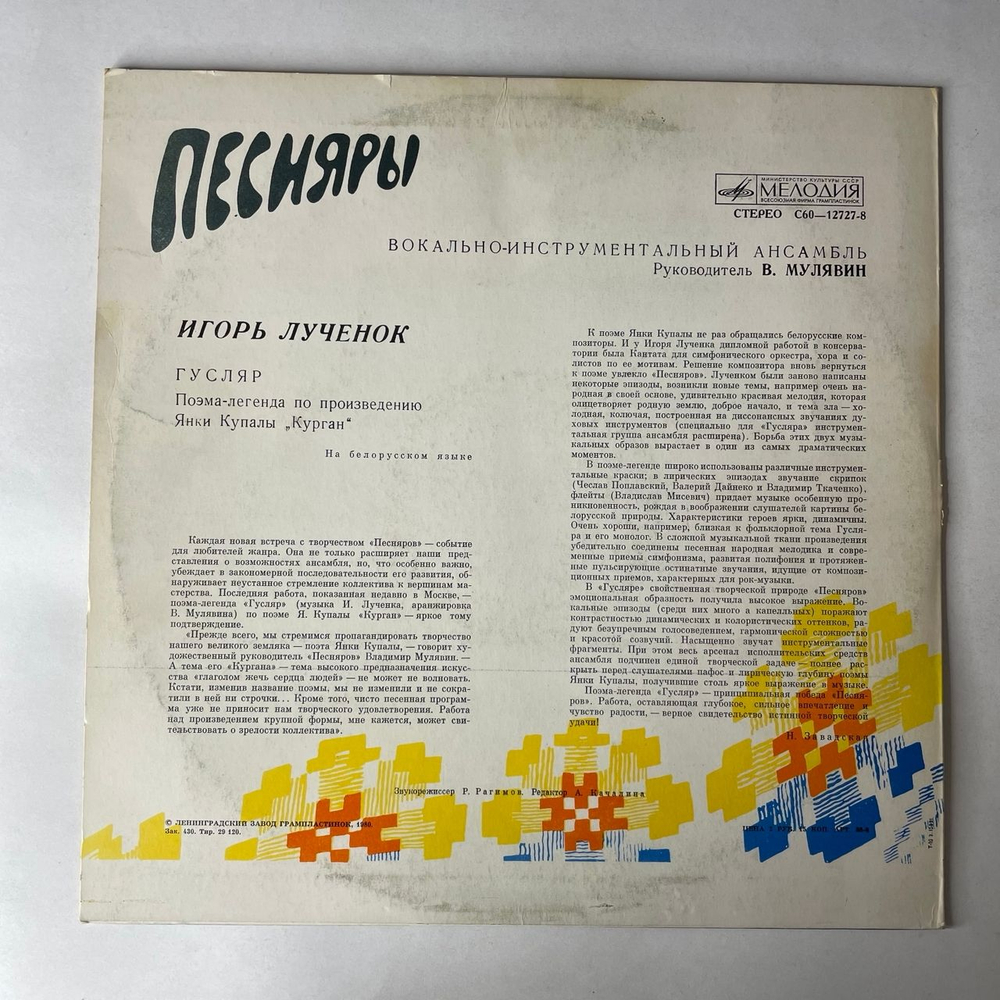 ПЕСНЯРЫ
МИНИСТЕРСТВО КУЛЬТУРЫ СССР
МЕЛОДИЯ
ВСЕСОЮЗНАЯ ФИРМА ГРАМПЛАСТИНОК
СТЕРЕО С60—12727-8
ВОКАЛЬНО-ИНСТРУМЕНТАЛЬНЫЙ АНСАМБЛЬ
Руководитель В. МУЛЯВИН
ИГОРЬ ЛУЧЕНОК
ГУСЛЯР
Поэма-легенда по произведению
Янки Купалы „Курган“
На белорусском языке
Каждая новая встреча с творчеством «Песняров» — событие
для любителей жанра. Она не только расширяет наши пред-
ставления о возможностях ансамбля, но, что особенно важно,
убеждает в закономерной последовательности его развития, об-
наруживает неустанное стремление коллектива к вершинам ма-
стерства. Последняя работа, показанная недавно в Москве, —
поэма-легенда «Гусляр» (музыка И. Лученка, аранжировка
В. Мулявина) по поэме Я. Купалы «Курган» — яркое тому
подтверждение.
«Прежде всего, мы стремимся пропагандировать творчество
нашего великого земляка — поэта Янки Купалы, — говорит ху-
дожественный руководитель «Песняров» Владимир Мулявин. —
А тема его «Кургана» — тема высокого предназначения искус-
ства «глаголом жечь сердца людей» — не может не волновать.
Кстати, изменив название поэмы, мы не изменили и не сокра-
тили в ней ни строчки... Кроме того, чисто песенная програм-
ма уже не приносит нам творческого удовлетворения. Работа
над произведением крупной формы, мне кажется, может сви-
тельствовать о зрелости коллектива».
К поэме Янки Купалы не раз обращались белорусские ком-
позиторы. И у Игоря Лученка дипломной работой в консерва-
тории была Кантата для симфонического оркестра, хора и со-
листов по ее мотивам. Решение композитора вновь вернуться
к поэме увлекло «Песняров». Лученком были заново написаны
некоторые эпизоды, возникли новые темы, например очень на-
родная в своей основе, удивительно красивая мелодия, которая
олицетворяет родную землю, доброе начало, и тема зла — хо-
лодная, колючая, построенная на диссонансных звучаниях ду-
ховых инструментов (специально для «Гусляра» инструмен-
тальная группа ансамбля расширена). Борьба этих двух музы-
кальных образов вырастает в один из самых драматических
моментов.
В поэме-легенде широко использованы различные инструмен-
тальные краски; в лирических эпизодах звучание скрипок
(Чеслав Поплавский, Валерий Дайнеко и Владимир Ткаченко),
флейты (Владислав Мисевич) придает музыке особенную про-
никновенность, рождая в воображении слушателей картины бе-
лорусской природы. Характеристики героев ярки, динамичны.
Очень хороши, например, близкая к фольклорной тема Гусля-
ра и его монолог. В сложной музыкальной ткани произведения
убедительно соединены песенная народная мелодика и совре-
менные приемы симфонизма, развитая полифония и протяжен-
ные пульсирующие остинатные звучания, идущие от компози-
ционных приемов, характерных для рок-музыки.
В «Гусляре» свойственная творческой природе «Песняров»
эмоциональная образность получила высокое выражение. Во-
кальные эпизоды (среди них много а капелльных) поражают
контрастностью динамических и колористических оттенков, ра-
дуют безупречным голосоведением, гармонической сложностью
и красотой созвучий. Насыщенно звучат инструментальные
фрагменты. При этом весь арсенал исполнительских средств
ансамбля подчинен единой творческой задаче — полнее рас-
крыть перед слушателями пафос и лирическую глубину поэмы
Янки Купалы, получившие столь яркое выражение в музыке.
Поэма-легенда «Гусляр» — принципиальная победа «Песня-
ров». Работа, оставляющая глубокое, сильное впечатление и
чувство радости, — верное свидетельство истинной творческой
удачи!
Н. Завадская
Звукорежиссер Р. Рагимов. Редактор А. Качалина
© ЛЕНИНГРАДСКИЙ ЗАВОД ГРАМПЛАСТИНОК, 1980.
Зак. 430. Тир. 29 120.
ЦЕНА 2 РУБ. 15 КОП.